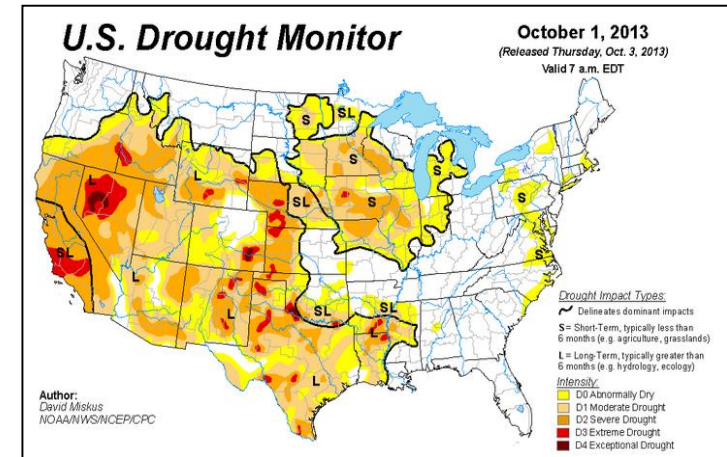 U.S. Drought Monitor
October 1, 2013
(Released Thursday, Oct. 3, 2013)
Valid 7 a.m. EDT
S
SL
S
S
L
L
SL
S
S
SL
S
L
L
SL
SL
L
L
Drought Impact Types:
Delineates dominant impacts
S = Short-Term, typically less than
6 months (e.g. agriculture, grasslands)
L = Long-Term, typically greater than
6 months (e.g. hydrology, ecology)
Intensity:
D0 Abnormally Dry
D1 Moderate Drought
D2 Severe Drought
D3 Extreme Drought
D4 Exceptional Drought
Author:
David Miskus
NOAA/NWS/NCEP/CPC